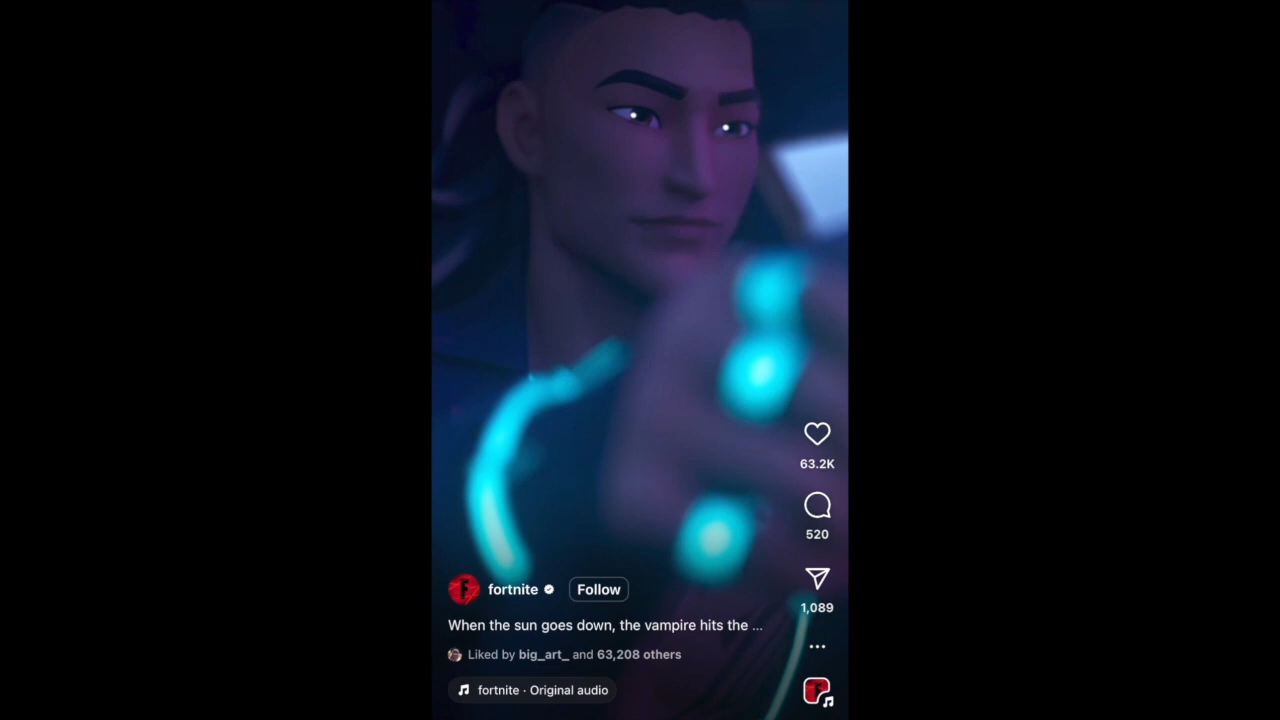 63.2K
520
fortnite Follow
1,089
When the sun goes down, the vampire hits the ...
Liked by big_art_ and 63,208 others
fortnite · Original audio